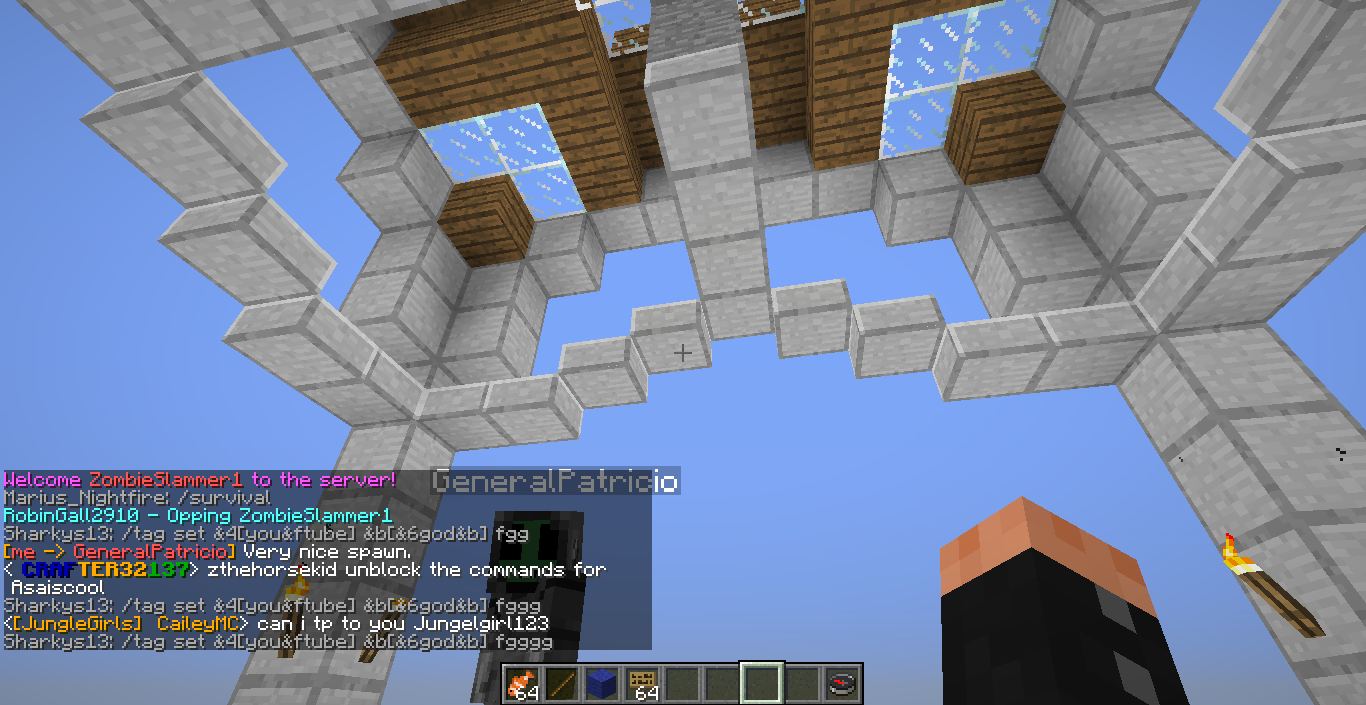 GeneralPatricio
Welcome ZombieSlammer1 to the server!
Marius_Nightfire: /survival
RobinGall2910 - Opping ZombieSlammer1
Sharkys13: /tag set &4[you&ftube] &b[&6god&b] fgg
[me -> GeneralPatricio] Very nice spawn.
< CRAFTER32137> zthehorsekid unblock the commands for
Asaiscool
Sharkys13: /tag set &4[you&ftube] &b[&6god&b] fggg
<[JungleGirls] CaileyMC> can i tp to you Jungelgirl123
Sharkys13: /tag set &4[you&ftube] &b[&6god&b] fgggg
64 64